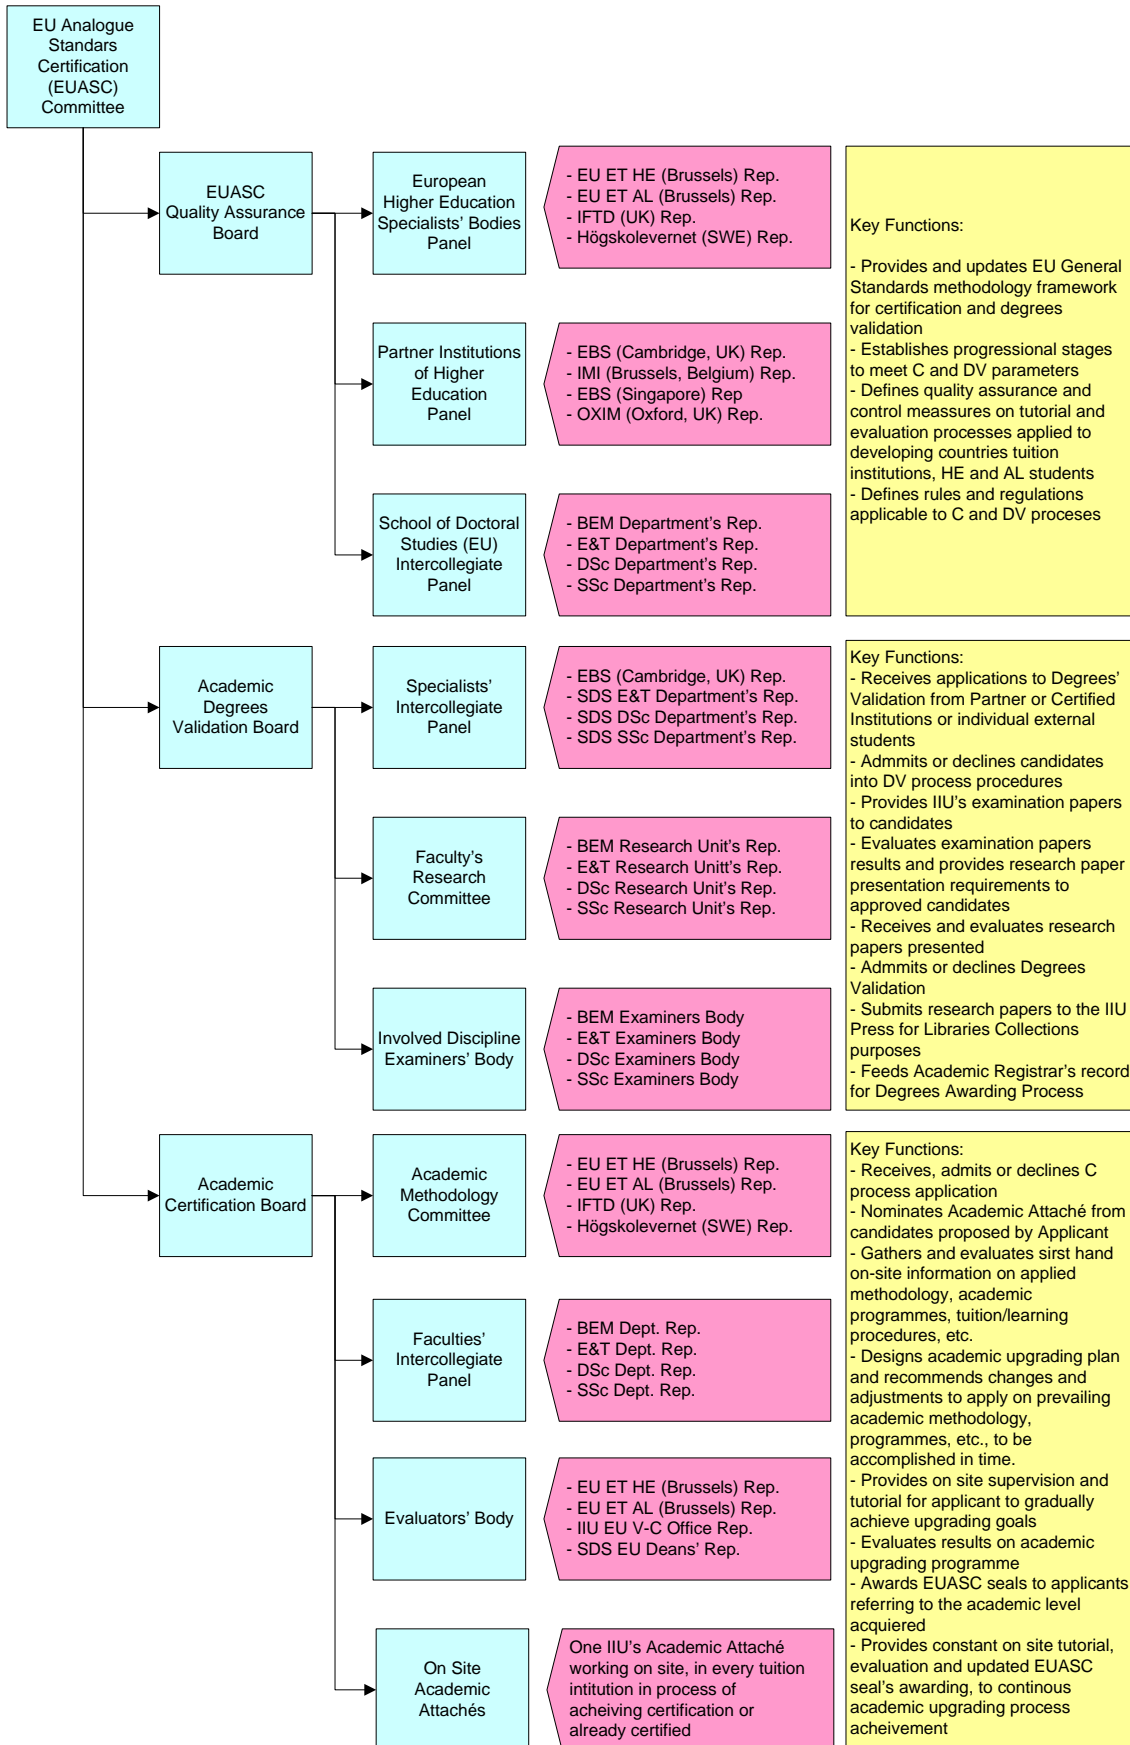 EU Analogue
Standars
Certification
(EUASC)
Committee
EUASC
Quality Assurance
Board
European
Higher Education
Specialists' Bodies
Panel
- EU ET HE (Brussels) Rep.
- EU ET AL (Brussels) Rep.
- IFTD (UK) Rep.
- Högskolevernet (SWE) Rep.
Partner Institutions
of Higher
Education
Panel
- EBS (Cambridge, UK) Rep.
- IMI (Brussels, Belgium) Rep.
- EBS (Singapore) Rep
- OXIM (Oxford, UK) Rep.
School of Doctoral
Studies (EU)
Intercollegiate
Panel
- BEM Department's Rep.
- E&T Department's Rep.
- DSc Department's Rep.
- SSc Department's Rep.
Key Functions:
- Provides and updates EU General
Standards methodology framework
for certification and degrees
validation
- Establishes progressional stages
to meet C and DV parameters
- Defines quality assurance and
control meassures on tutorial and
evaluation processes applied to
developing countries tuition
institutions, HE and AL students
- Defines rules and regulations
applicable to C and DV proceses
Academic
Degrees
Validation Board
Specialists'
Intercollegiate
Panel
- EBS (Cambridge, UK) Rep.
- SDS E&T Department's Rep.
- SDS DSc Department's Rep.
- SDS SSc Department's Rep.
Faculty's
Research
Committee
- BEM Research Unit's Rep.
- E&T Research Unitt's Rep.
- DSc Research Unit's Rep.
- SSc Research Unit's Rep.
Involved Discipline
Examiners' Body
- BEM Examiners Body
- E&T Examiners Body
- DSc Examiners Body
- SSc Examiners Body
Key Functions:
- Receives applications to Degrees'
Validation from Partner or Certified
Institutions or individual external
students
- Admmits or declines candidates
into DV process procedures
- Provides IIU's examination papers
to candidates
- Evaluates examination papers
results and provides research paper
presentation requirements to
approved candidates
- Receives and evaluates research
papers presented
- Admmits or declines Degrees
Validation
- Submits research papers to the IIU
Press for Libraries Collections
purposes
- Feeds Academic Registrar's record
for Degrees Awarding Process
Academic
Certification Board
Academic
Methodology
Committee
- EU ET HE (Brussels) Rep.
- EU ET AL (Brussels) Rep.
- IFTD (UK) Rep.
- Högskolevernet (SWE) Rep.
Faculties'
Intercollegiate
Panel
- BEM Dept. Rep.
- E&T Dept. Rep.
- DSc Dept. Rep.
- SSc Dept. Rep.
Evaluators' Body
- EU ET HE (Brussels) Rep.
- EU ET AL (Brussels) Rep.
- IIU EU V-C Office Rep.
- SDS EU Deans' Rep.
On Site
Academic
Attachés
One IIU's Academic Attaché
working on site, in every tuition
intitution in process of
acheiving certification or
already certified
Key Functions:
- Receives, admits or declines C
process application
- Nominates Academic Attaché from
candidates proposed by Applicant
- Gathers and evaluates sirst hand
on-site information on applied
methodology, academic
programmes, tuition/learning
procedures, etc.
- Designs academic upgrading plan
and recommends changes and
adjustments to apply on prevailing
academic methodology,
programmes, etc., to be
accomplished in time.
- Provides on site supervision and
tutorial for applicant to gradually
achieve upgrading goals
- Evaluates results on academic
upgrading programme
- Awards EUASC seals to applicants
referring to the academic level
acquiered
- Provides constant on site tutorial,
evaluation and updated EUASC
seal's awarding, to continous
academic upgrading process
acheivement